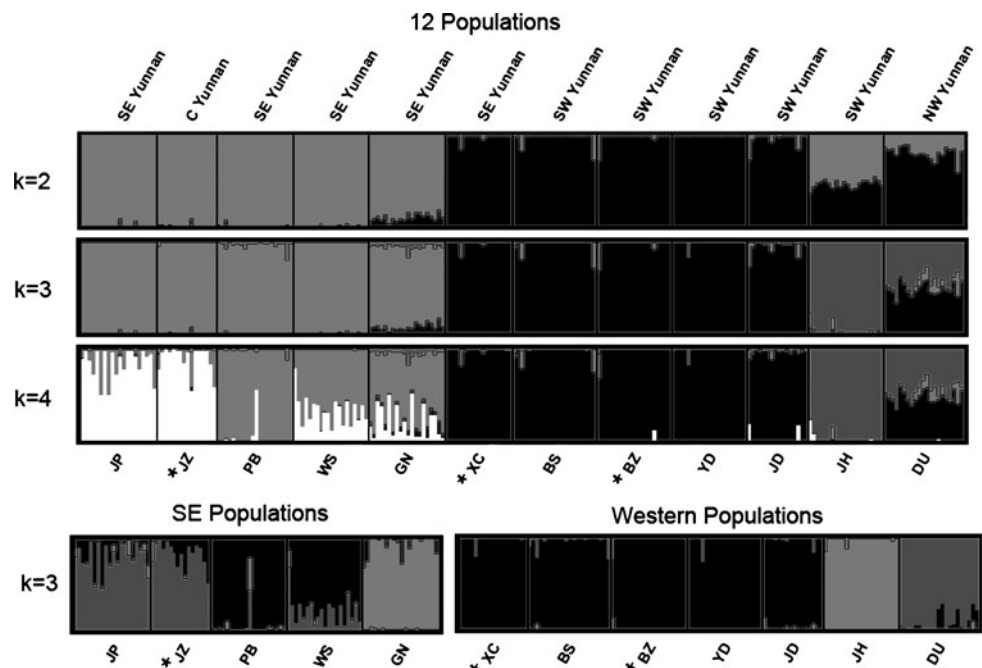 12 Populations
SE Yunnan C Yunnan SE Yunnan SE Yunnan SE Yunnan SE Yunnan SW Yunnan SW Yunnan SW Yunnan SW Yunnan SW Yunnan NW Yunnan
k=2
k=3
k=4
JP * JZ PB WS GN * XC BS * BZ YD JD JH DU
SE Populations Western Populations
k=3
JP * JZ PB WS GN * XC BS * BZ YD JD JH DU